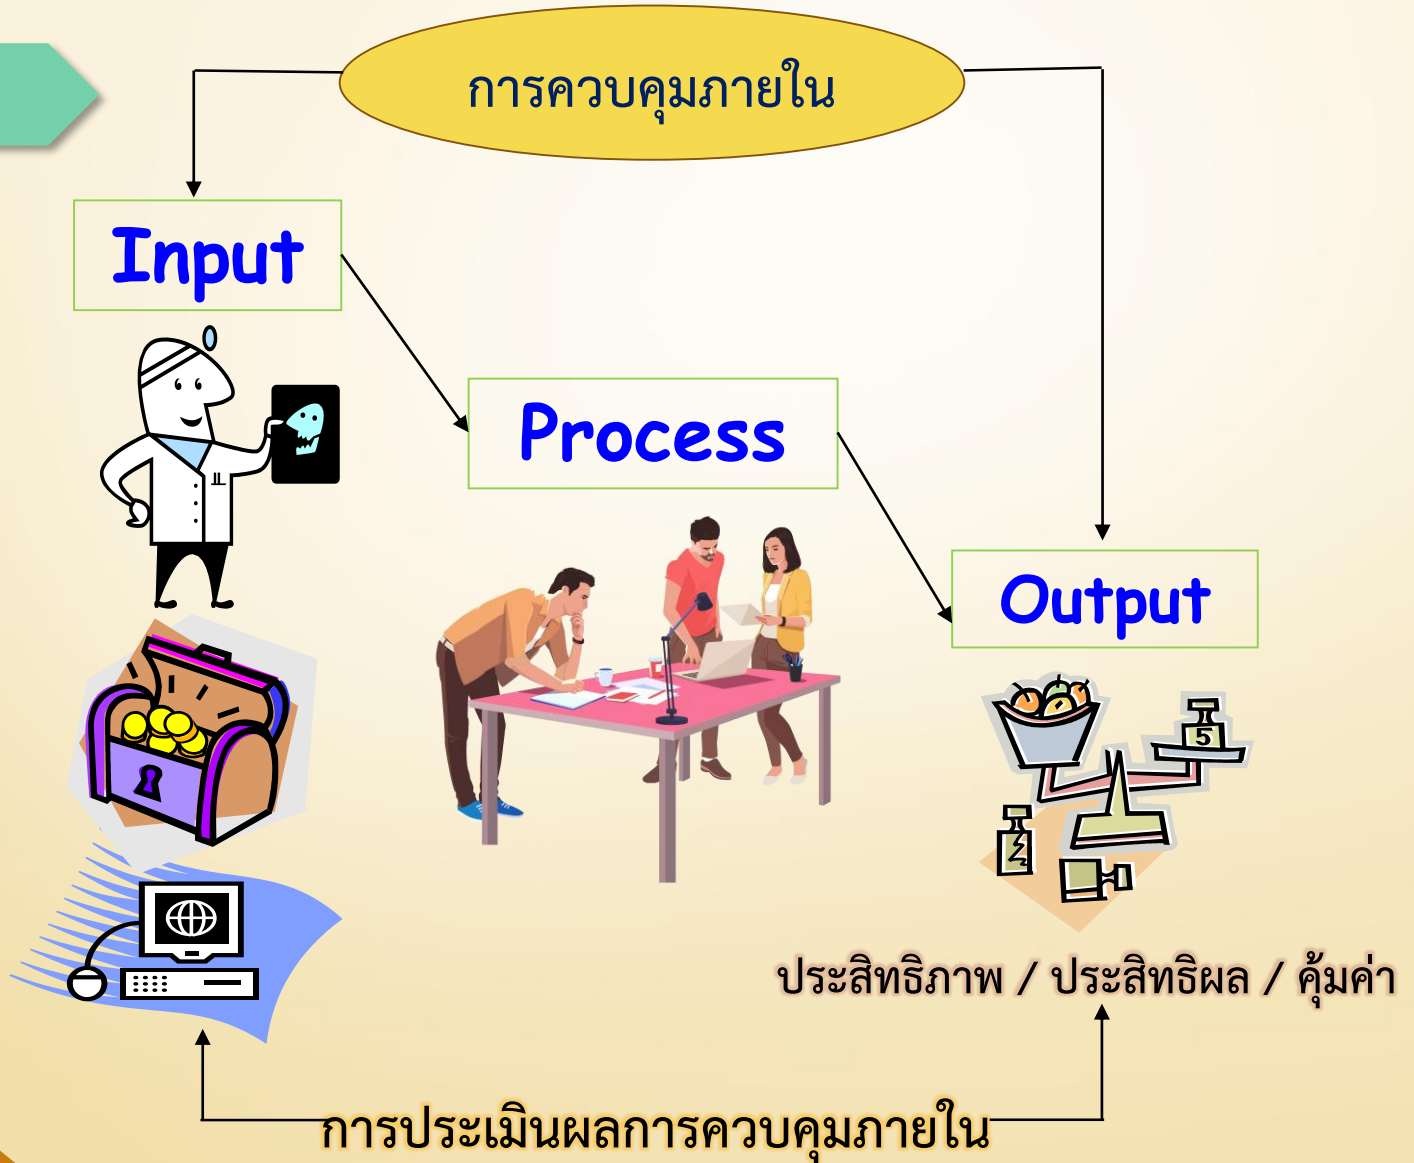 การควบคุมภายใน
Input
Process
Output
5
2
ประสิทธิภาพ / ประสิทธิผล / คุ้มค่า
การประเมินผลการควบคุมภายใน